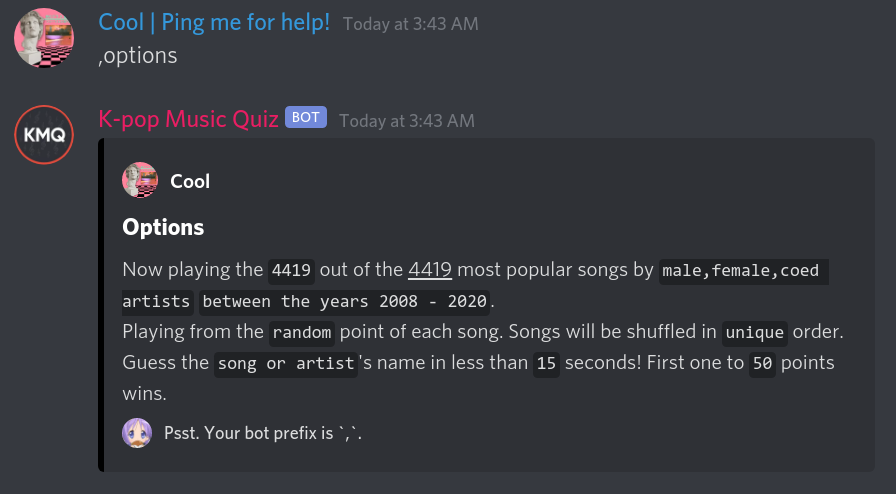 Cool | Ping me for help! Today at 3:43 AM
,options
KMQ
K-pop Music Quiz BOT Today at 3:43 AM
Cool
Options
Now playing the 4419 out of the 4419 most popular songs by male,female,coed
artists between the years 2008 - 2020.
Playing from the random point of each song. Songs will be shuffled in unique order.
Guess the song or artist's name in less than 15 seconds! First one to 50 points
wins.
Psst. Your bot prefix is `,`.